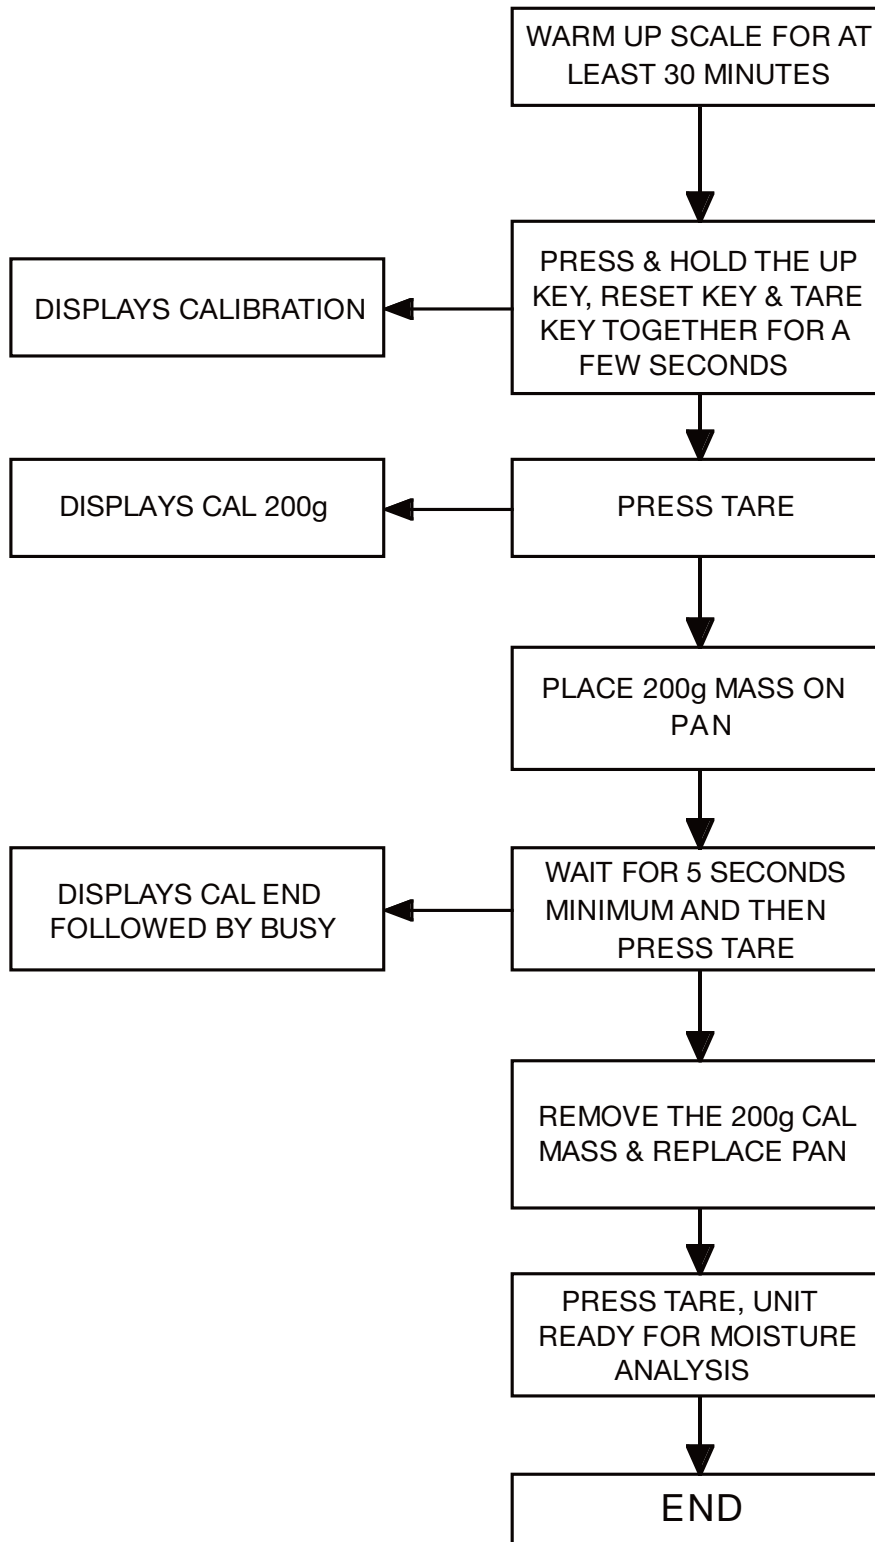 WARM UP SCALE FOR AT
LEAST 30 MINUTES
PRESS & HOLD THE UP
KEY, RESET KEY & TARE
KEY TOGETHER FOR A
FEW SECONDS
DISPLAYS CALIBRATION
PRESS TARE
DISPLAYS CAL 200g
PLACE 200g MASS ON
PAN
WAIT FOR 5 SECONDS
MINIMUM AND THEN
PRESS TARE
DISPLAYS CAL END
FOLLOWED BY BUSY
REMOVE THE 200g CAL
MASS & REPLACE PAN
PRESS TARE, UNIT
READY FOR MOISTURE
ANALYSIS
END